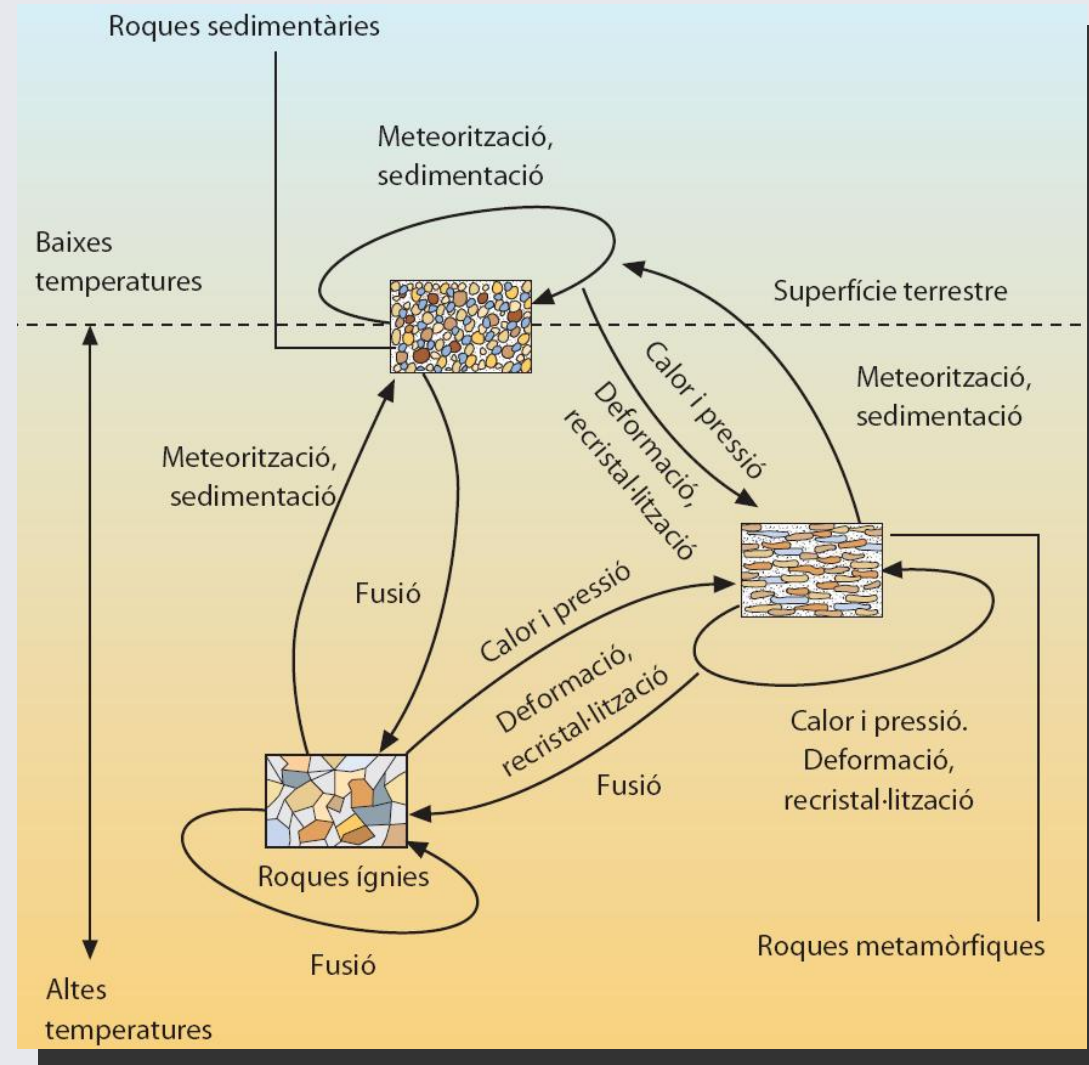 Roques sedimentàries
Meteorització,
sedimentació
Baixes
temperatures
Superfície terrestre
Calor i pressió
Deformació,
recristal·lització
Meteorització,
sedimentació
Meteorització,
sedimentació
Fusió
Calor i pressió
Deformació,
recristal·lització
Fusió
Calor i pressió.
Deformació,
recristal·lització
Roques ígnies
Fusió
Roques metamòrfiques
Altes
temperatures